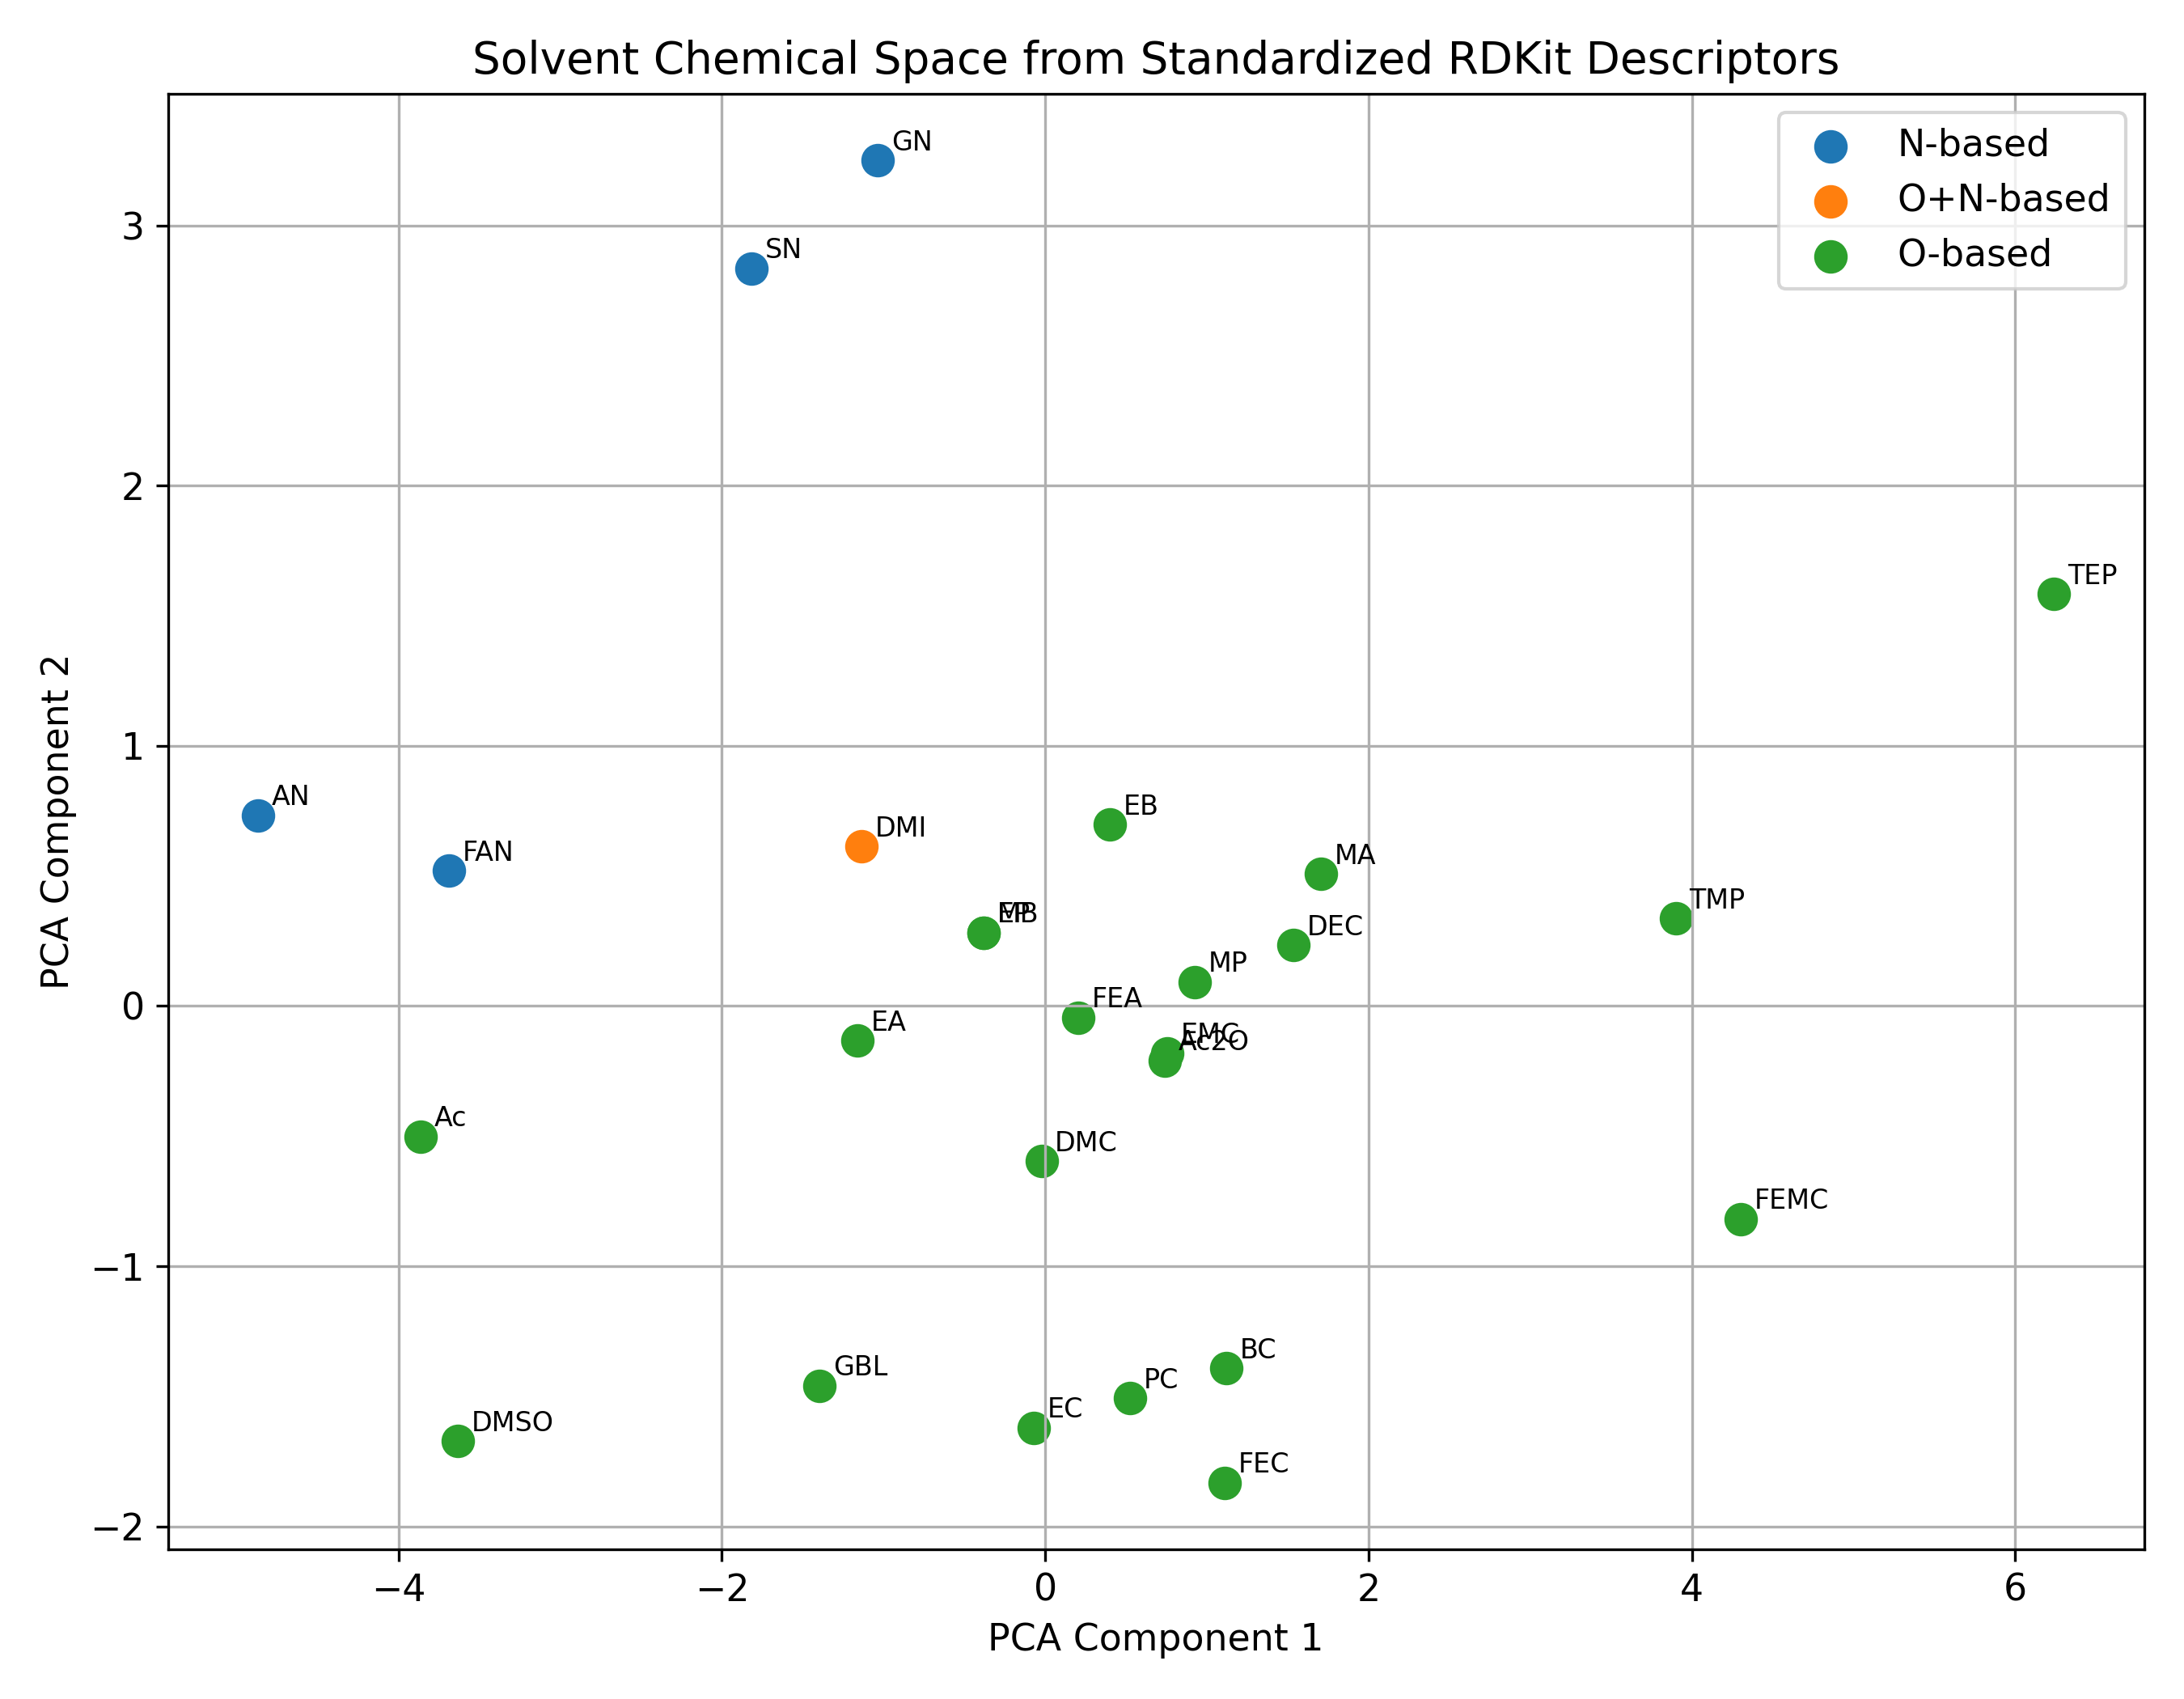 Solvent Chemical Space from Standardized RDKit Descriptors
N-based
O+N-based
O-based
GN
SN
TEP
AN
FAN
DMI
EB
MA
TMP
DEC
MP
FEA
EA
EMC
Ac2O
Ac
DMC
FEMC
GBL
BC
PC
EC
DMSO
FEC
3
2
1
0
−1
−2
−4
−2
0
2
4
6
PCA Component 1
PCA Component 2